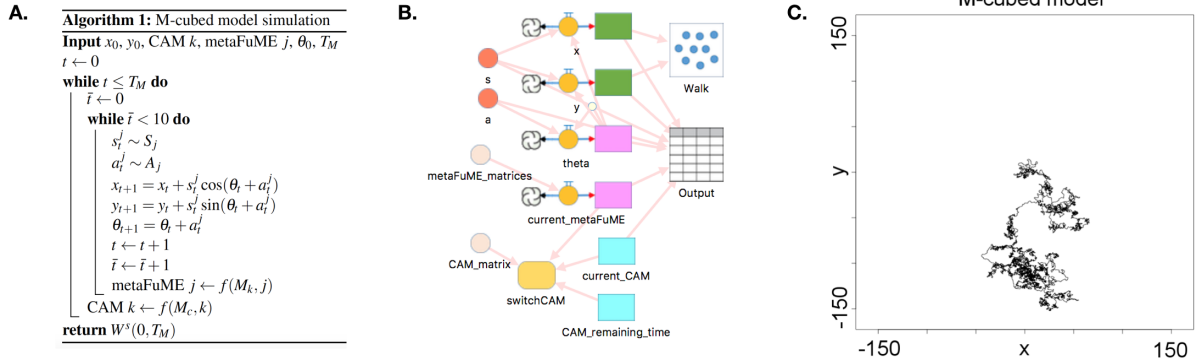 A.
Algorithm 1: M-cubed model simulation
Input x₀, y₀, CAM k, metaFuME j, θ₀, T_M
t ← 0
while t ≤ T_M do
t̄ ← 0
while t̄ < 10 do
s_t^j ∼ S_j
a_t^j ∼ A_j
x_{t+1} = x_t + s_t^j cos(θ_t + a_t^j)
y_{t+1} = y_t + s_t^j sin(θ_t + a_t^j)
θ_{t+1} = θ_t + a_t^j
t ← t + 1
t̄ ← t̄ + 1
metaFuME j ← f(M_k, j)
CAM k ← f(M_c, k)
return W^s(0, T_M)
B.
x
s
Walk
y
a
theta
metaFuME_matrices
Output
current_metaFuME
CAM_matrix
current_CAM
switchCAM
CAM_remaining_time
C.
M-cubed model
150
y
-150
-150
x
150